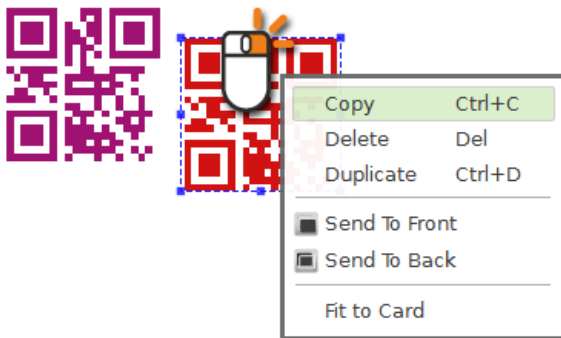 Copy Ctrl+C
Delete Del
Duplicate Ctrl+D
Send To Front
Send To Back
Fit to Card